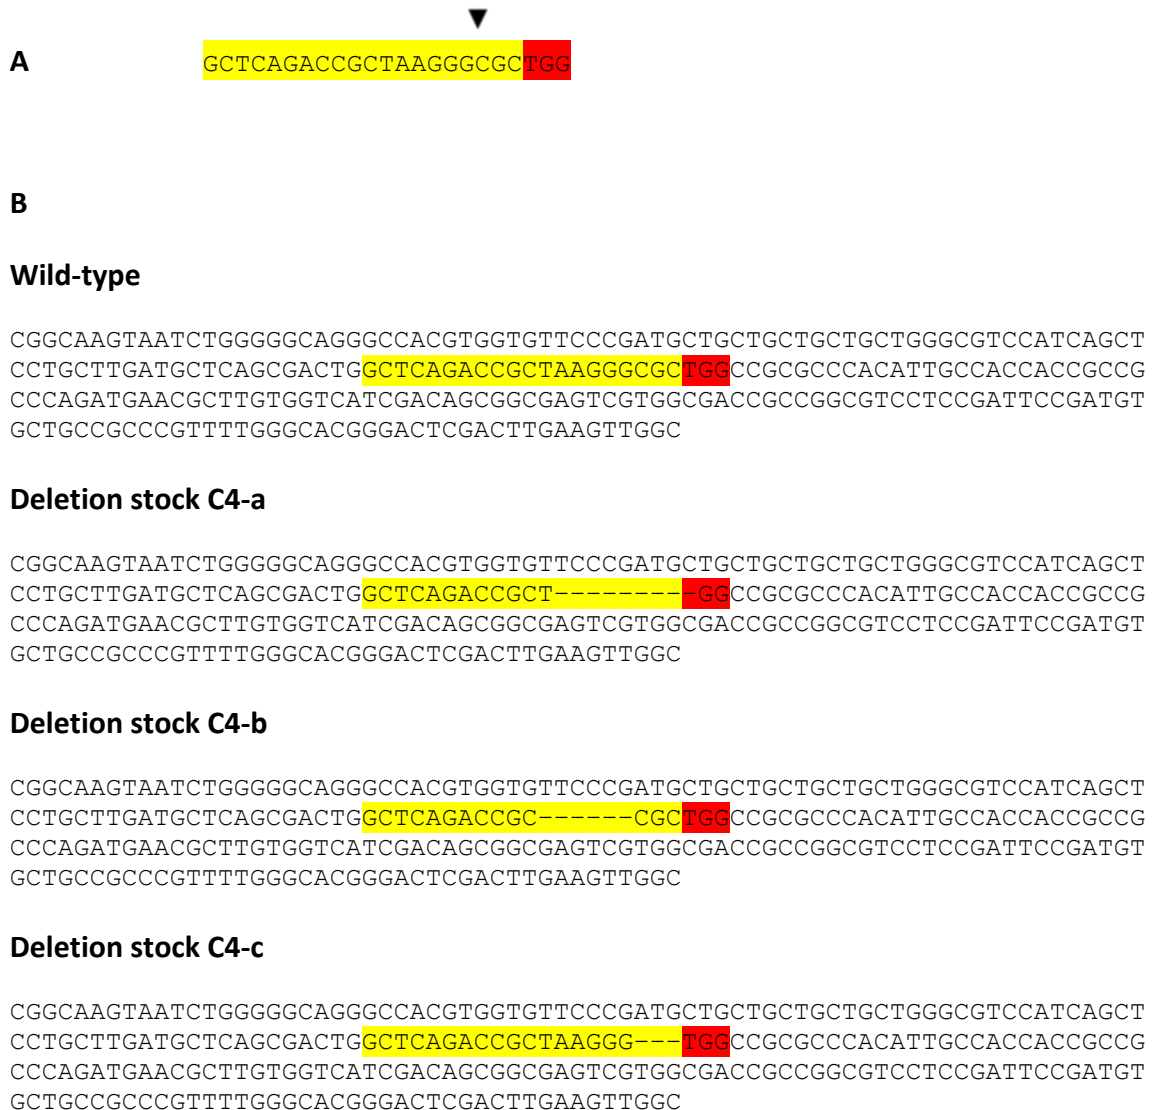 A GCTCAGACCGCTAAGGGCGCTGG
B
Wild-type
CGGCAAGTAATCTGGGGGCAGGGCCACGTGGTGTTCCCGATGCTGCTGCTGCTGCTGGGCGTCCATCAGCT
CCTGCTTGATGCTCAGCGACTGGCTCAGACCGCTAAGGGCGCTGGCCGCGCCCACATTGCCACCACCGCCG
CCCAGATGAACGCTTGTGGTCATCGACAGCGGCGAGTCGTGGCGACCGCCGGCGTCCTCCGATTCCGATGT
GCTGCCGCCCGTTTTGGGCACGGGACTCGACTTGAAGTTGGC
Deletion stock C4-a
CGGCAAGTAATCTGGGGGCAGGGCCACGTGGTGTTCCCGATGCTGCTGCTGCTGCTGGGCGTCCATCAGCT
CCTGCTTGATGCTCAGCGACTGGCTCAGACCGCT---------GGCCGCGCCCACATTGCCACCACCGCCG
CCCAGATGAACGCTTGTGGTCATCGACAGCGGCGAGTCGTGGCGACCGCCGGCGTCCTCCGATTCCGATGT
GCTGCCGCCCGTTTTGGGCACGGGACTCGACTTGAAGTTGGC
Deletion stock C4-b
CGGCAAGTAATCTGGGGGCAGGGCCACGTGGTGTTCCCGATGCTGCTGCTGCTGCTGGGCGTCCATCAGCT
CCTGCTTGATGCTCAGCGACTGGCTCAGACCGC------CGCTGGCCGCGCCCACATTGCCACCACCGCCG
CCCAGATGAACGCTTGTGGTCATCGACAGCGGCGAGTCGTGGCGACCGCCGGCGTCCTCCGATTCCGATGT
GCTGCCGCCCGTTTTGGGCACGGGACTCGACTTGAAGTTGGC
Deletion stock C4-c
CGGCAAGTAATCTGGGGGCAGGGCCACGTGGTGTTCCCGATGCTGCTGCTGCTGCTGGGCGTCCATCAGCT
CCTGCTTGATGCTCAGCGACTGGCTCAGACCGCTAAGGG---TGGCCGCGCCCACATTGCCACCACCGCCG
CCCAGATGAACGCTTGTGGTCATCGACAGCGGCGAGTCGTGGCGACCGCCGGCGTCCTCCGATTCCGATGT
GCTGCCGCCCGTTTTGGGCACGGGACTCGACTTGAAGTTGGC